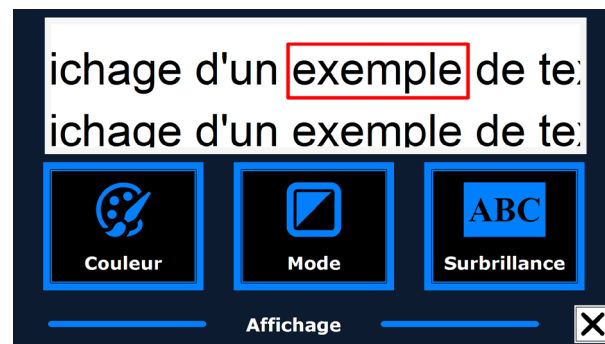 ichage d'un exemple de te
ichage d'un exemple de te
ABC
Couleur Mode Surbrillance
Affichage